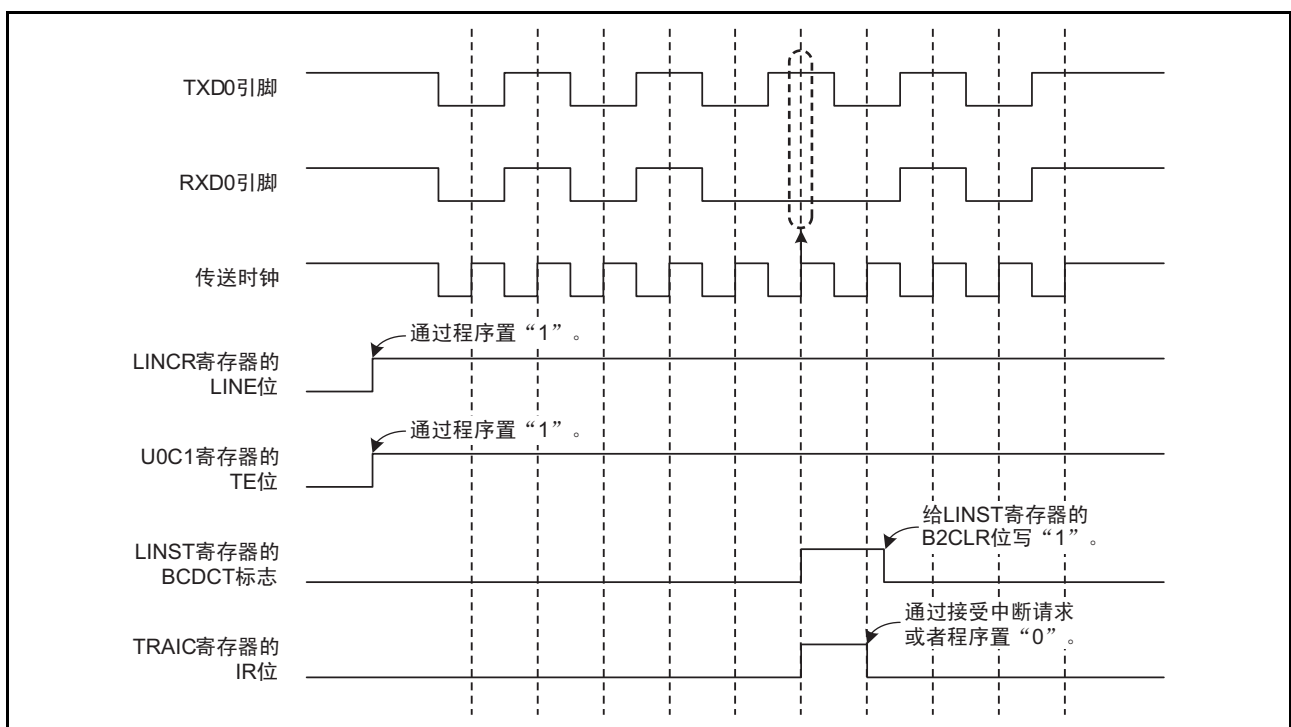 TXD0引脚
RXD0引脚
传送时钟
通过程序置“1”。
LINCR寄存器的
LINE位
通过程序置“1”。
U0C1寄存器的
TE位
给LINST寄存器的
B2CLR位写“1”。
LINST寄存器的
BCDCT标志
通过接受中断请求
或者程序置“0”。
TRAIC寄存器的
IR位